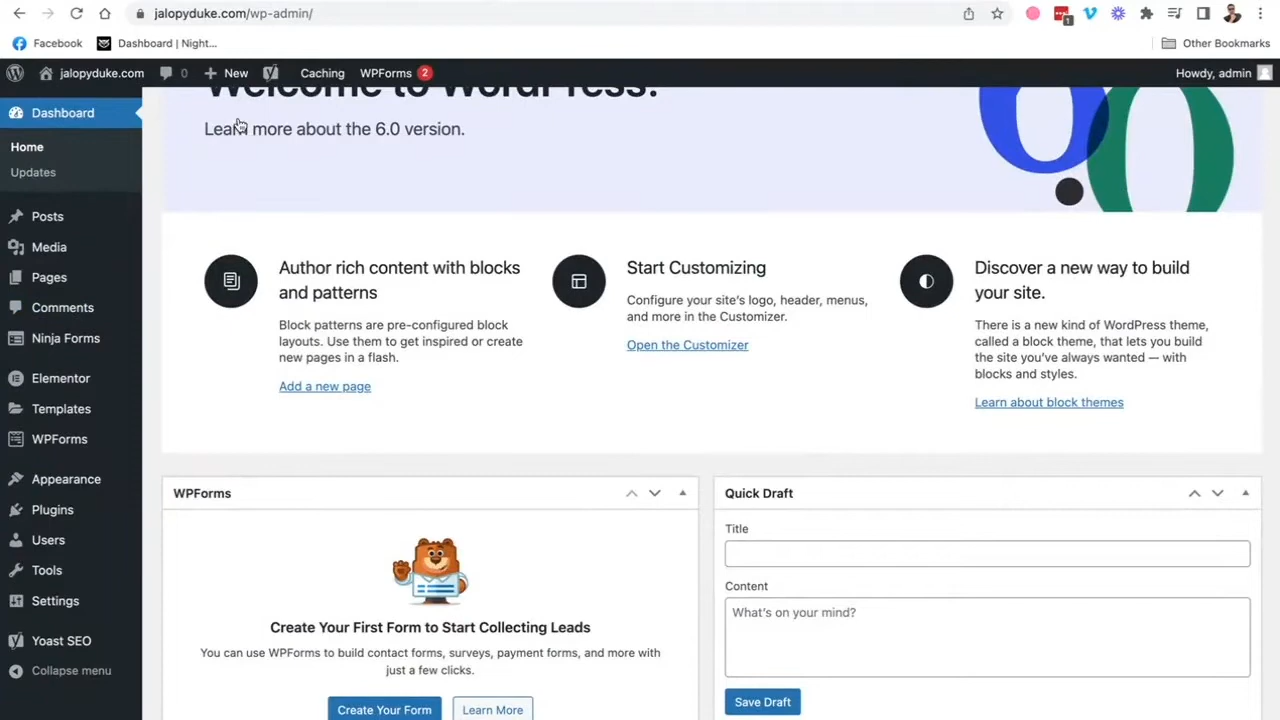 jalopyduke.com/wp-admin/
1
Facebook
Dashboard | Night...
Other Bookmarks
jalopyduke.com
0
New
Caching
WPForms
2
Howdy, admin
Dashboard
Home
Updates
Posts
Media
Pages
Comments
Ninja Forms
Elementor
Templates
WPForms
Appearance
Plugins
Users
Tools
Settings
Yoast SEO
Collapse menu
Welcome to WordPress!
Learn more about the 6.0 version.
Author rich content with blocks
and patterns
Block patterns are pre-configured block
layouts. Use them to get inspired or create
new pages in a flash.
Add a new page
Start Customizing
Configure your site's logo, header, menus,
and more in the Customizer.
Open the Customizer
Discover a new way to build
your site.
There is a new kind of WordPress theme,
called a block theme, that lets you build
the site you've always wanted — with
blocks and styles.
Learn about block themes
WPForms
Create Your First Form to Start Collecting Leads
You can use WPForms to build contact forms, surveys, payment forms, and more with
just a few clicks.
Create Your Form
Learn More
Quick Draft
Title
Content
What's on your mind?
Save Draft